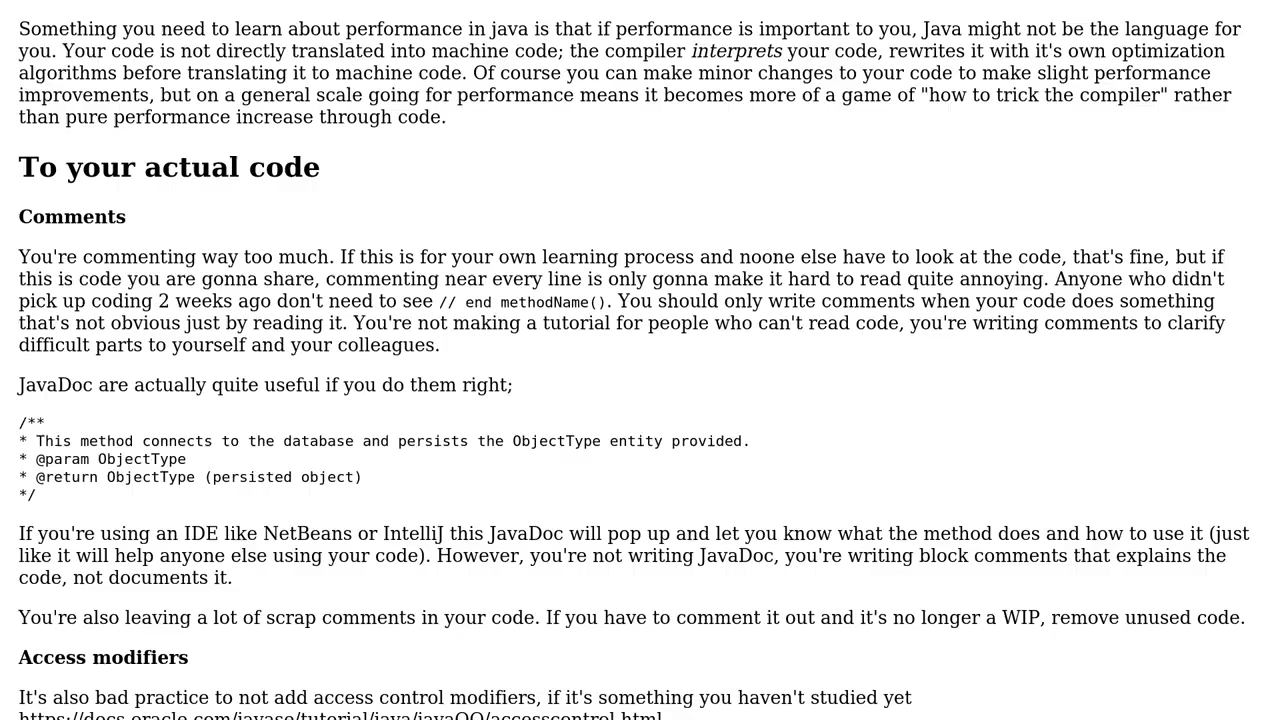 Something you need to learn about performance in java is that if performance is important to you, Java might not be the language for
you. Your code is not directly translated into machine code; the compiler interprets your code, rewrites it with it's own optimization
algorithms before translating it to machine code. Of course you can make minor changes to your code to make slight performance
improvements, but on a general scale going for performance means it becomes more of a game of "how to trick the compiler" rather
than pure performance increase through code.
To your actual code
Comments
You're commenting way too much. If this is for your own learning process and noone else have to look at the code, that's fine, but if
this is code you are gonna share, commenting near every line is only gonna make it hard to read quite annoying. Anyone who didn't
pick up coding 2 weeks ago don't need to see // end methodName(). You should only write comments when your code does something
that's not obvious just by reading it. You're not making a tutorial for people who can't read code, you're writing comments to clarify
difficult parts to yourself and your colleagues.
JavaDoc are actually quite useful if you do them right;
/**
* This method connects to the database and persists the ObjectType entity provided.
* @param ObjectType
* @return ObjectType (persisted object)
*/
If you're using an IDE like NetBeans or IntelliJ this JavaDoc will pop up and let you know what the method does and how to use it (just
like it will help anyone else using your code). However, you're not writing JavaDoc, you're writing block comments that explains the
code, not documents it.
You're also leaving a lot of scrap comments in your code. If you have to comment it out and it's no longer a WIP, remove unused code.
Access modifiers
It's also bad practice to not add access control modifiers, if it's something you haven't studied yet
https://docs.oracle.com/javase/tutorial/java/javaOO/accesscontrol.html